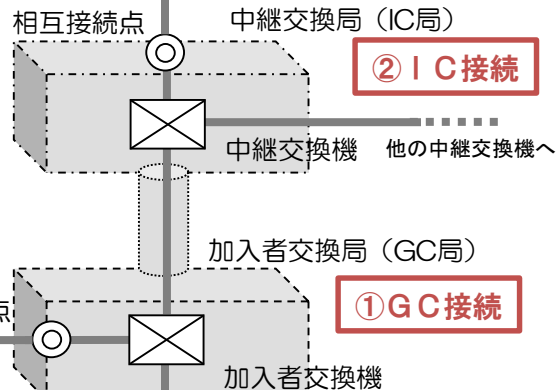 相互接続点
中継交換局（IC局）
②ＩＣ接続
中継交換機
他の中継交換機へ
加入者交換局（GC局）
①ＧＣ接続
点
加入者交換機